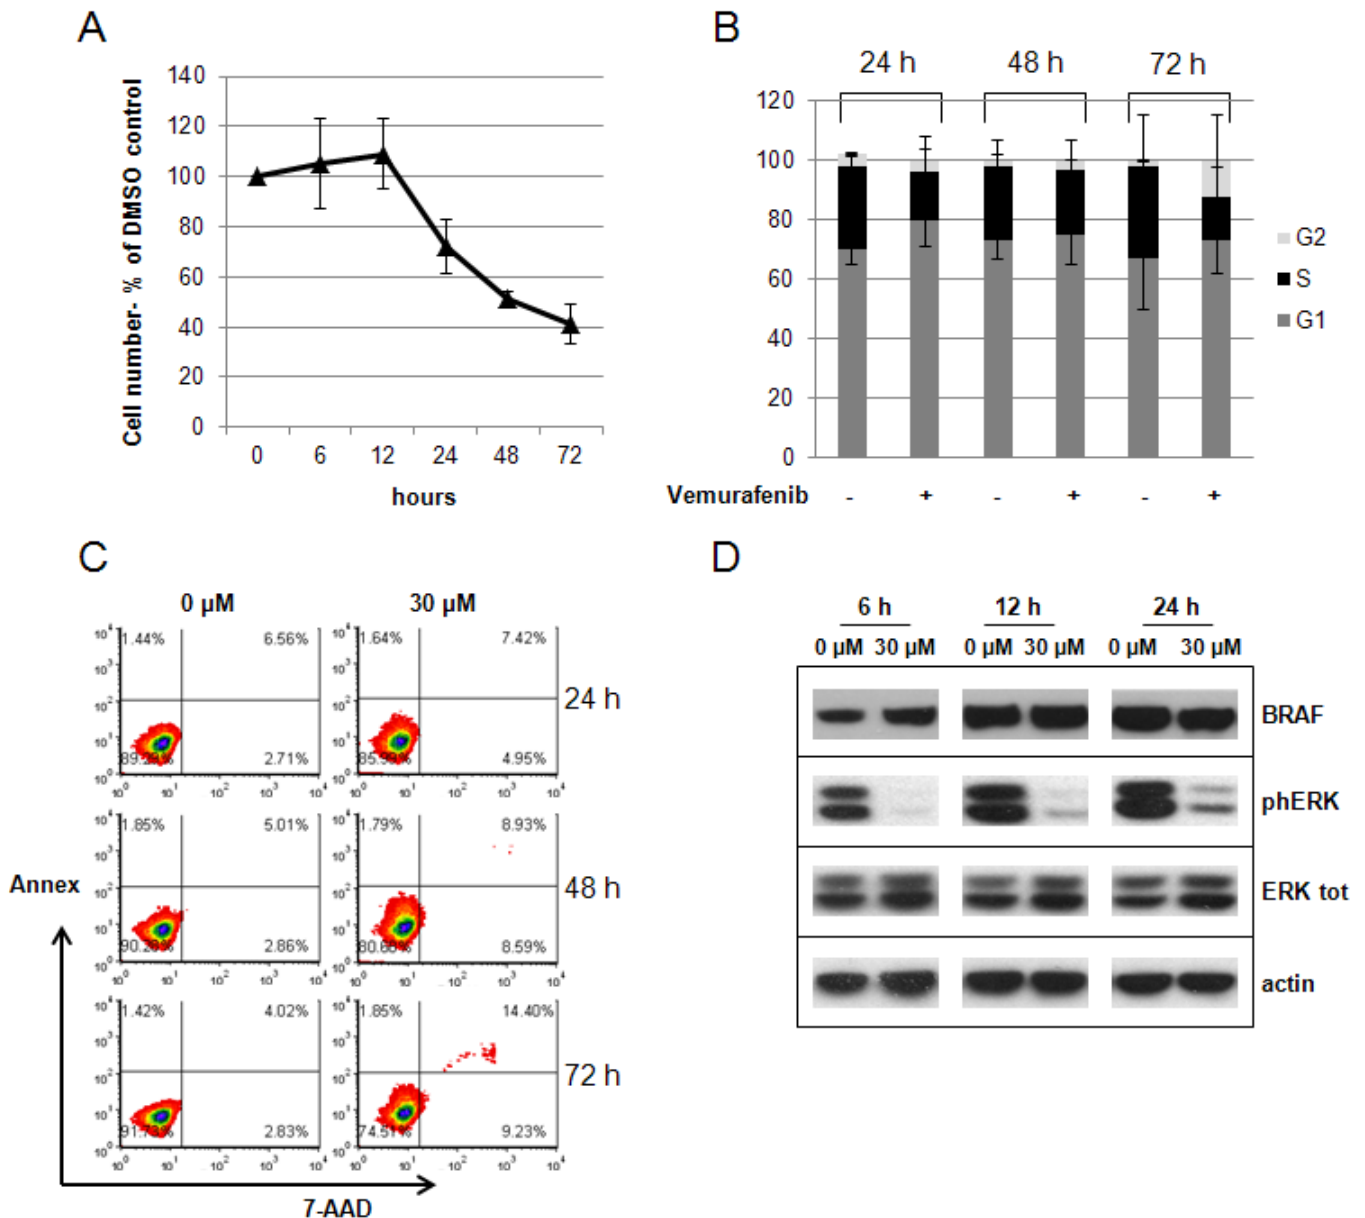 A
Cell number- % of DMSO control
140
120
100
80
60
40
20
0
0 6 12 24 48 72
hours
B
24 h 48 h 72 h
120
100
80
60
40
20
0
G2
S
G1
Vemurafenib - + - + - +
C
0 µM 30 µM
1.44% 6.56% 1.64% 7.42%
24 h
2.71% 4.95%
1.85% 5.01% 1.79% 8.93%
Annex
48 h
2.86% 8.59%
1.42% 4.02% 1.85% 14.40%
72 h
91.73% 2.83% 74.51% 9.23%
7-AAD
D
6 h 12 h 24 h
0 µM 30 µM 0 µM 30 µM 0 µM 30 µM
BRAF
phERK
ERK tot
actin